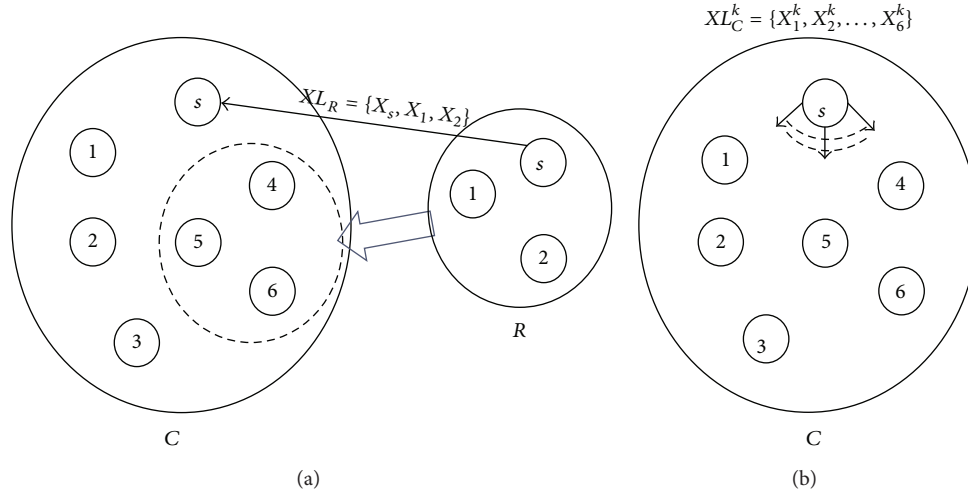 XL_C^k = {X_1^k, X_2^k, ..., X_6^k}
XL_R = {X_s, X_1, X_2}
s
1
2
3
4
5
6
C
s
1
2
R
(a)
s
1
2
3
4
5
6
C
(b)